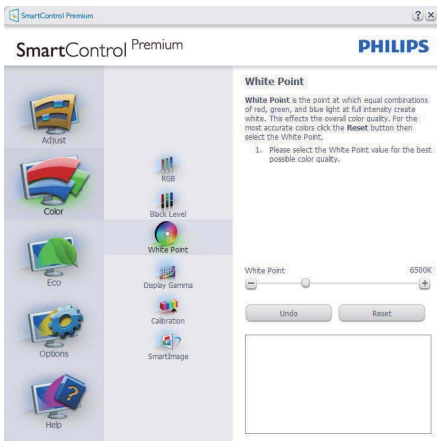 SmartControl Premium
SmartControl Premium
PHILIPS
Adjust
Color
Eco
Options
Help
RGB
Black Level
White Point
Display Gamma
Calibration
SmartImage
White Point
White Point is the point at which equal combinations
of red, green, and blue light at full intensity create
white. This effects the overall color quality. For the
most accurate colors click the Reset button then
select the White Point.
1. Please select the White Point value for the best
possible color quality.
White Point 6500K
Undo Reset